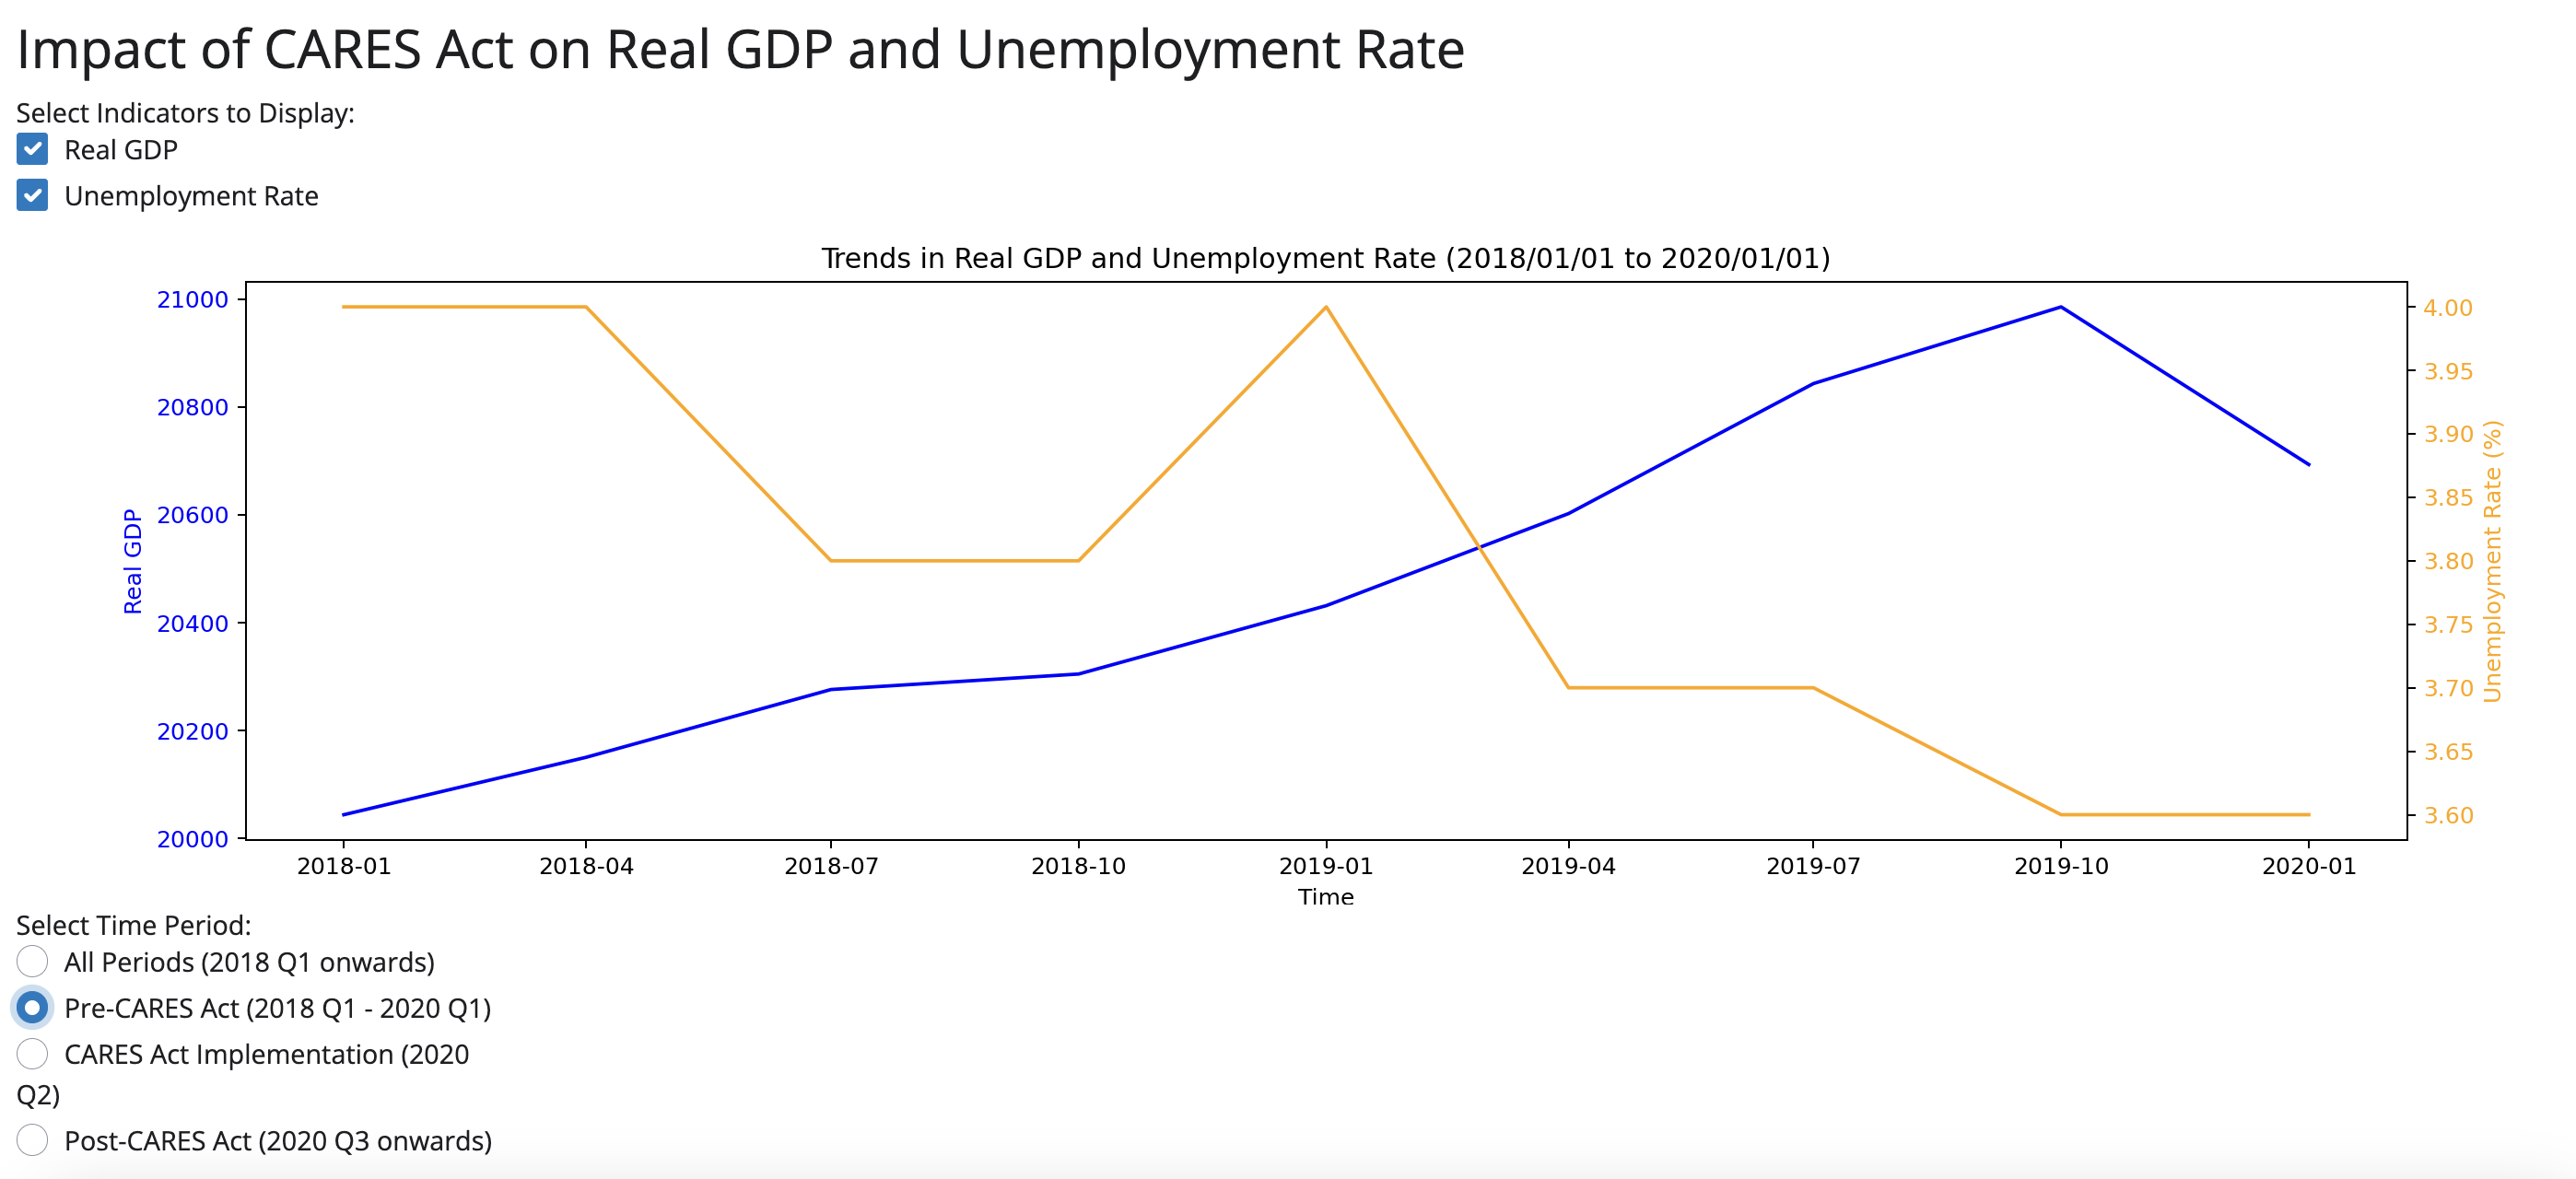 Impact of CARES Act on Real GDP and Unemployment Rate
Select Indicators to Display:
Real GDP
Unemployment Rate
Trends in Real GDP and Unemployment Rate (2018/01/01 to 2020/01/01)
Real GDP
21000
20800
20600
20400
20200
20000
4.00
3.95
3.90
3.85
3.80
3.75
3.70
3.65
3.60
Unemployment Rate (%)
2018-01 2018-04 2018-07 2018-10 2019-01 2019-04 2019-07 2019-10 2020-01
Time
Select Time Period:
All Periods (2018 Q1 onwards)
Pre-CARES Act (2018 Q1 - 2020 Q1)
CARES Act Implementation (2020
Q2)
Post-CARES Act (2020 Q3 onwards)